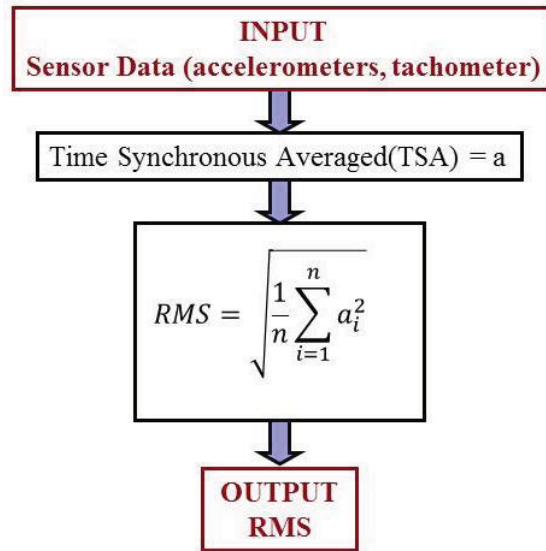 INPUT
Sensor Data (accelerometers, tachometer)
Time Synchronous Averaged(TSA) = a
RMS = √(1/n ∑_{i=1}^{n} a_i^2)
OUTPUT
RMS